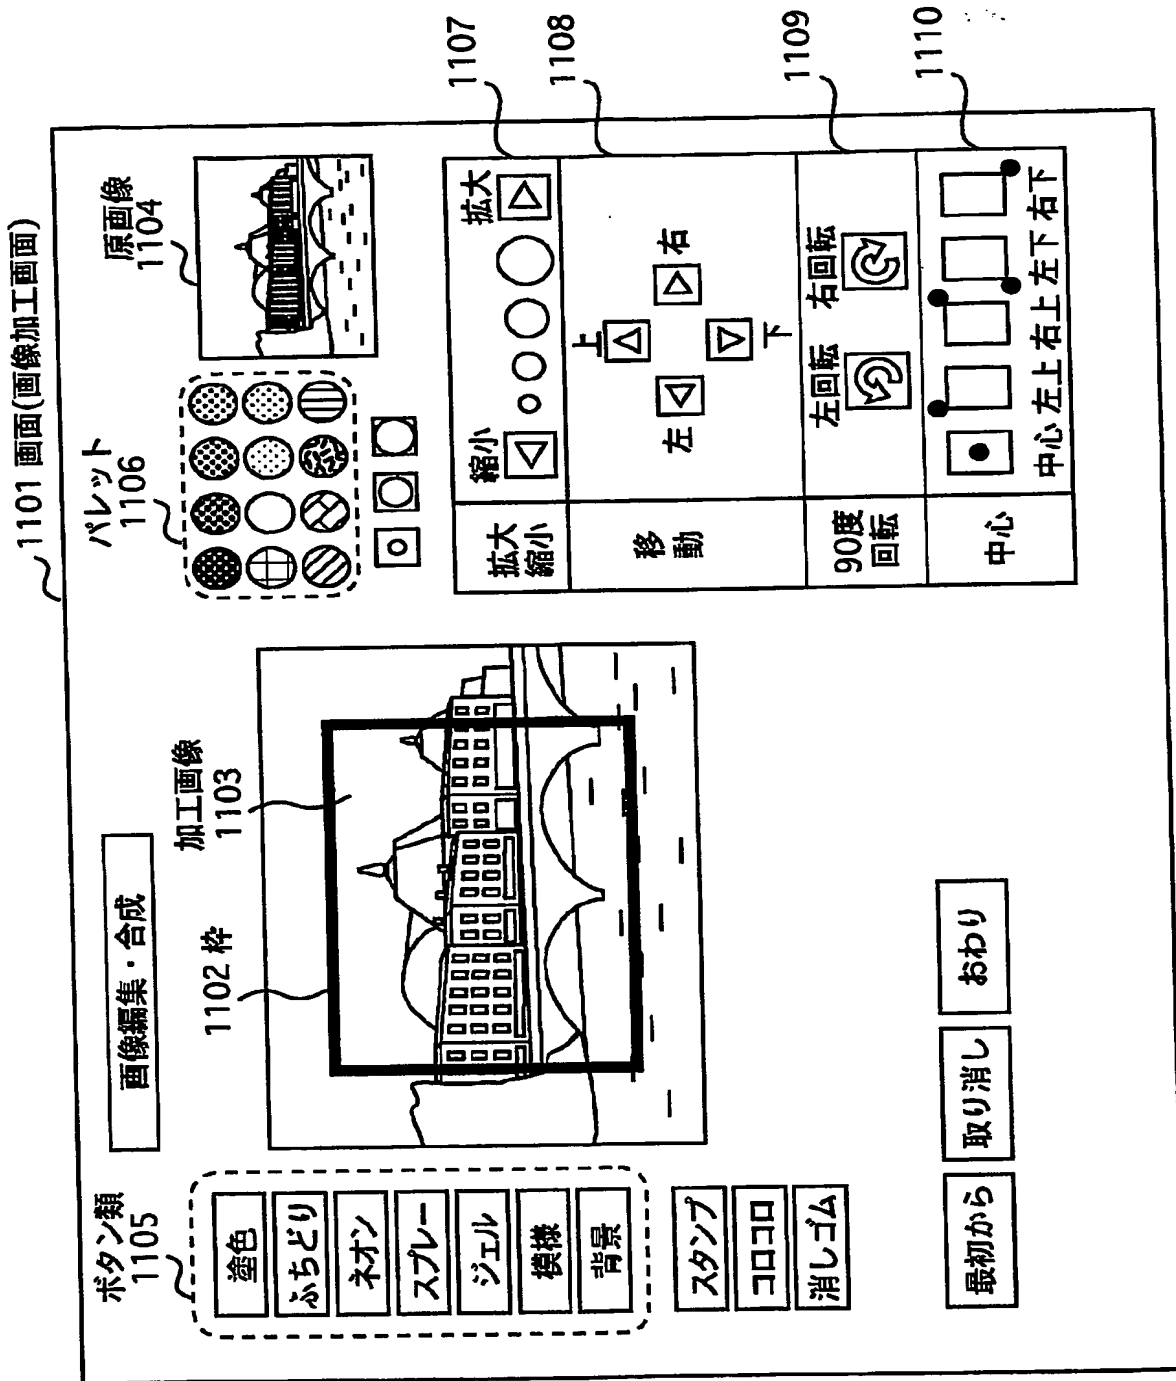 1101 画面(画像加工画面)
画像編集・合成
ボタン類
1105
塗色
ふちどり
ネオン
スプレー
ジェル
模様
背景
スタンプ
コロコロ
消しゴム
最初から
取り消し
おわり
1102 枠
加工画像
1103
パレット
1106
原画像
1104
拡大
縮小
縮小
拡大
1107
移動
上
左
右
下
1108
90度
回転
左回転
右回転
1109
中心
中心 左上 右上 左下 右下
1110